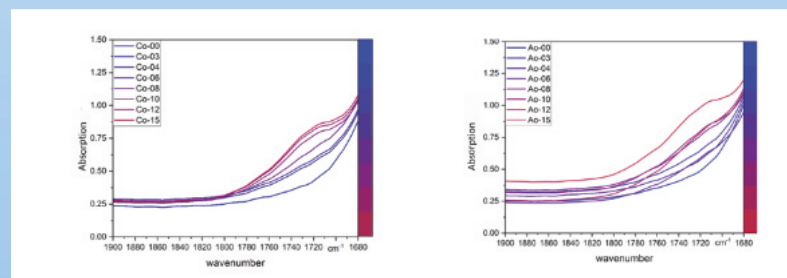 1.50
1.25
1.00
0.75
0.50
0.25
0.00
Absorption
Co-00
Co-03
Co-04
Co-06
Co-08
Co-10
Co-12
Co-15
1900 1880 1860 1840 1820 1800 1780 1760 1740 1720 cm⁻¹ 1680
wavenumber
1.50
1.25
1.00
0.75
0.50
0.25
0.00
Absorption
Ao-00
Ao-03
Ao-04
Ao-06
Ao-08
Ao-10
Ao-12
Ao-15
1900 1880 1860 1840 1820 1800 1780 1760 1740 1720 cm⁻¹ 1680
wavenumber